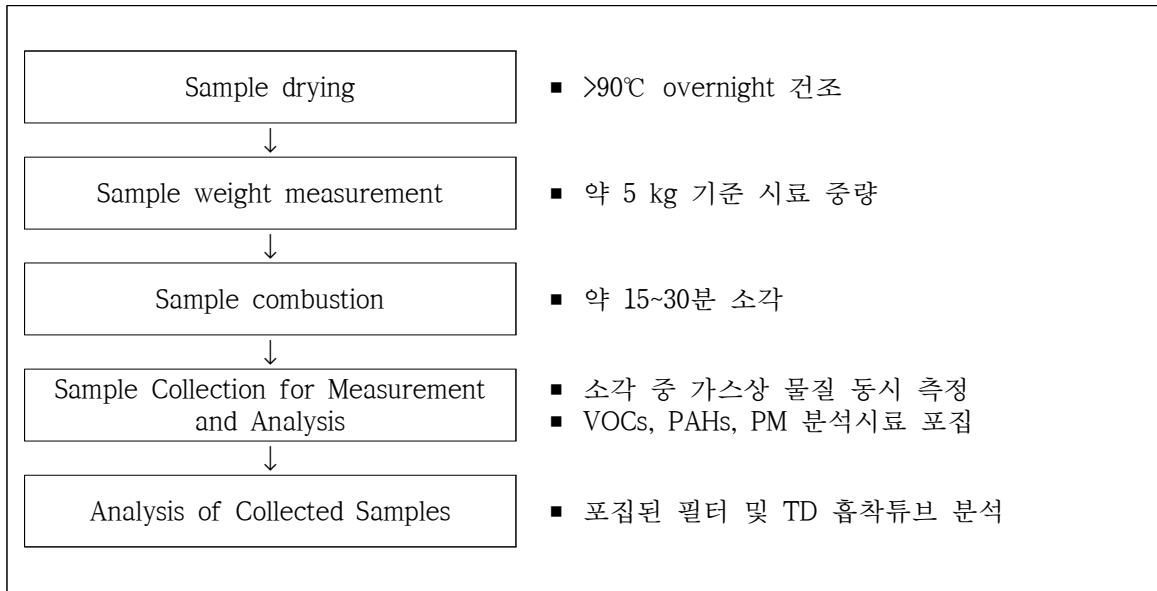 Sample drying
■ >90℃ overnight 건조
↓
Sample weight measurement
■ 약 5 kg 기준 시료 중량
↓
Sample combustion
■ 약 15~30분 소각
↓
Sample Collection for Measurement
and Analysis
■ 소각 중 가스상 물질 동시 측정
■ VOCs, PAHs, PM 분석시료 포집
↓
Analysis of Collected Samples
■ 포집된 필터 및 TD 흡착튜브 분석